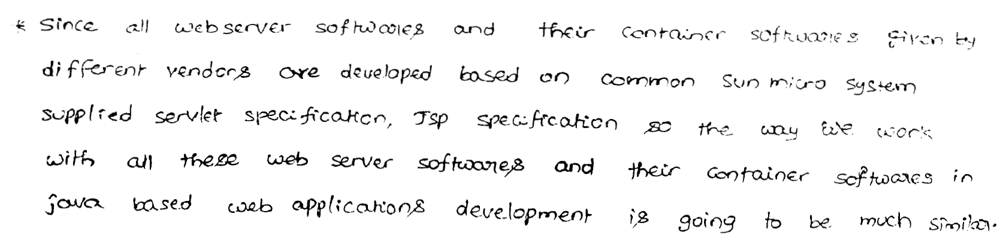 * Since all webserver softwares and their container softwares given by
different vendors are developed based on common sun micro system
supplied servlet specification, JSP specification so the way we work
with all these web server softwares and their container softwares in
java based web applications development is going to be much similar.